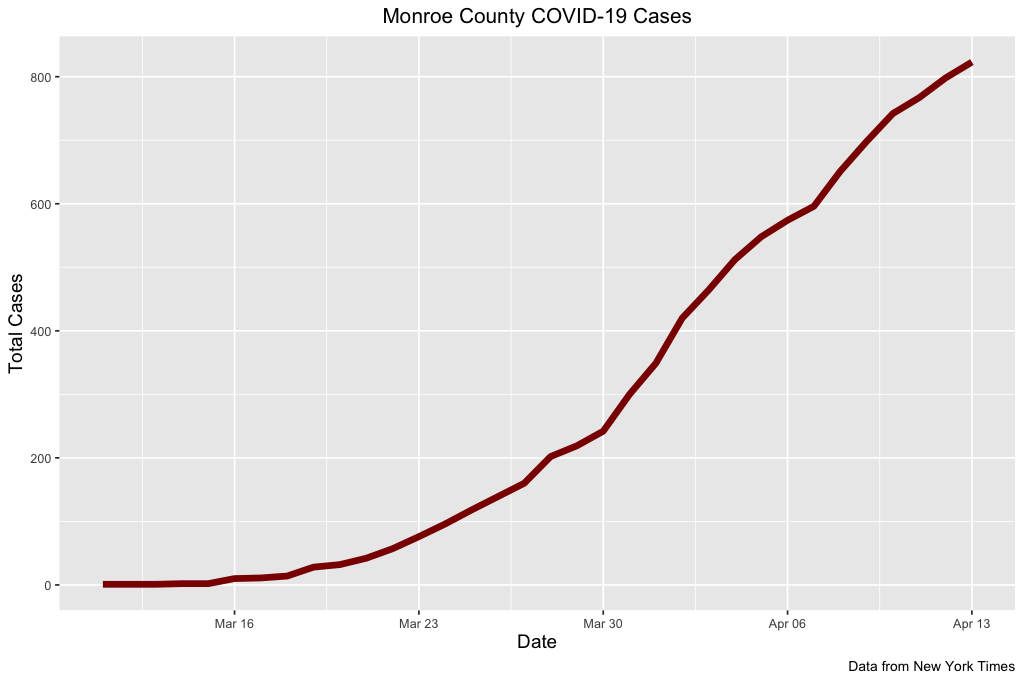 Monroe County COVID-19 Cases
Total Cases
800
600
400
200
0
Mar 16
Mar 23
Mar 30
Apr 06
Apr 13
Date
Data from New York Times